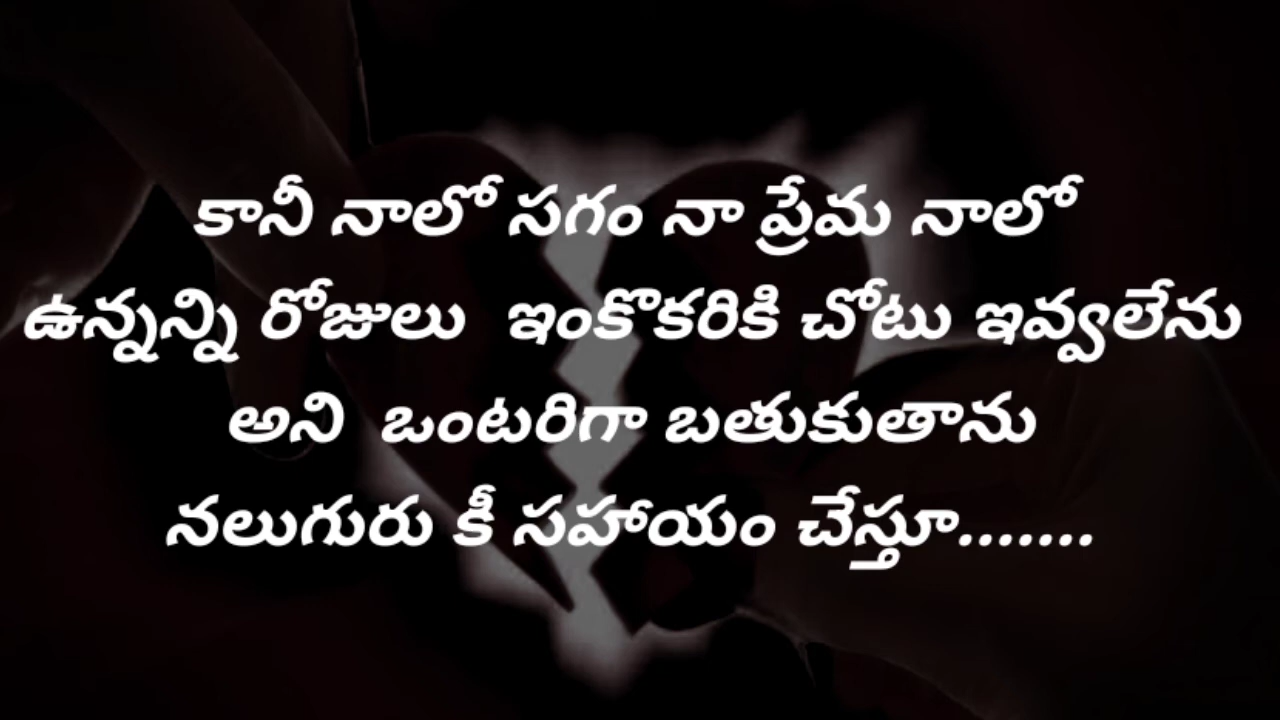 కానీ నాలో సగం నా ప్రేమ నాలో
ఉన్నన్ని రోజులు ఇంకొకరికి చోటు ఇవ్వలేను
అని ఒంటరిగా బతుకుతాను
నలుగురు కీ సహాయం చేస్తూ.......